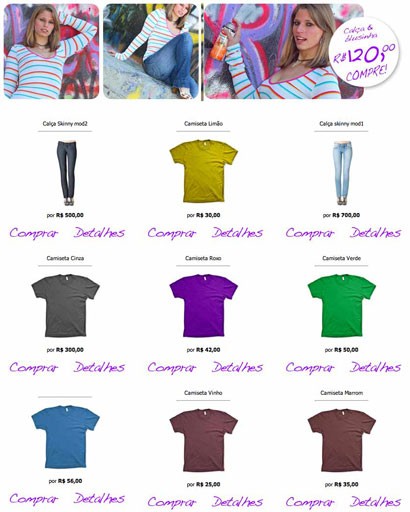 Calça &
Blusinha
R$120,00
COMPRE!
Calça Skinny mod2
Camiseta Limão
Calça skinny mod1
por R$ 500,00
por R$ 30,00
por R$ 700,00
Comprar Detalhes
Comprar Detalhes
Comprar Detalhes
Camiseta Cinza
Camiseta Roxo
Camiseta Verde
por R$ 300,00
por R$ 42,00
por R$ 50,00
Comprar Detalhes
Comprar Detalhes
Comprar Detalhes
Camiseta Vinho
Camiseta Marrom
por R$ 56,00
por R$ 25,00
por R$ 35,00
Comprar Detalhes
Comprar Detalhes
Comprar Detalhes